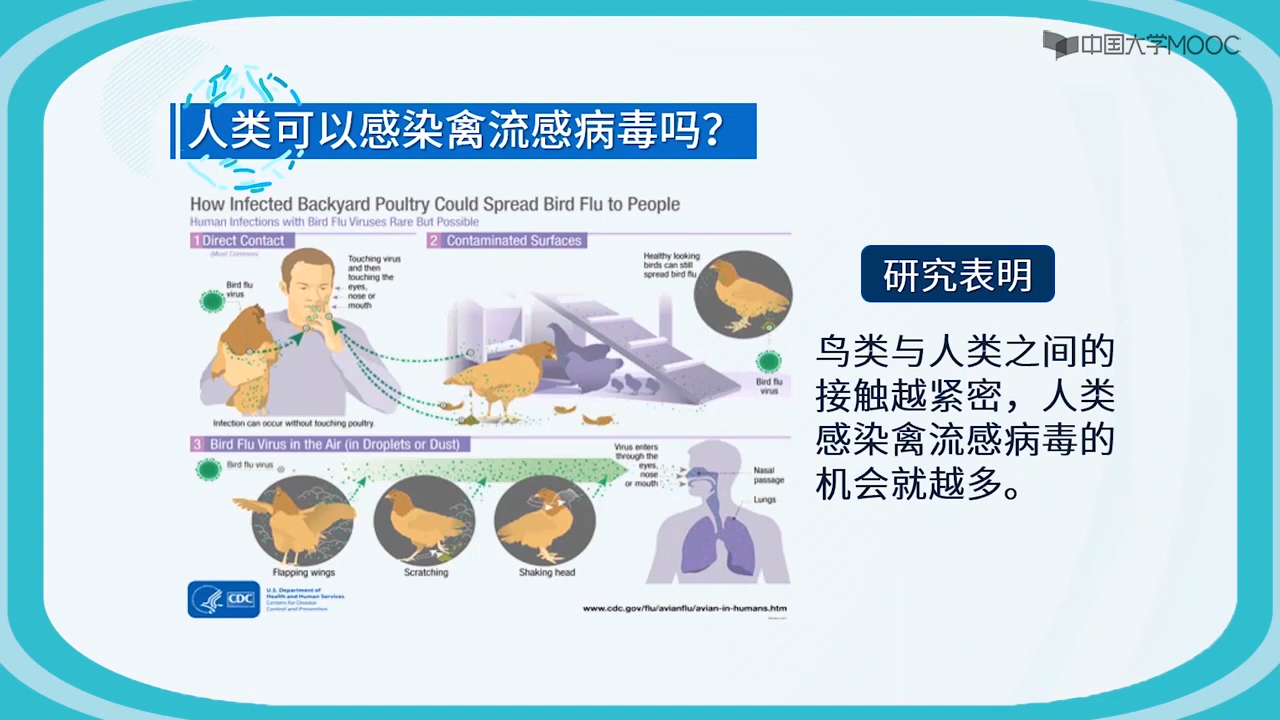 中国大学MOOC
人类可以感染禽流感病毒吗？
How Infected Backyard Poultry Could Spread Bird Flu to People
Human Infections with Bird Flu Viruses Rare But Possible
1 Direct Contact
(Most Common)
Bird flu
virus
Touching virus
and then
touching the
eyes,
nose or
mouth
Infection can occur without touching poultry.
2 Contaminated Surfaces
Healthy looking
birds can still
spread bird flu
Bird flu
virus
3 Bird Flu Virus in the Air (in Droplets or Dust)
Bird flu virus
Flapping wings
Scratching
Shaking head
Virus enters
through the
eyes,
nose
or mouth
Nasal
passage
Lungs
CDC
U.S. Department of
Health and Human Services
Centers for Disease
Control and Prevention
www.cdc.gov/flu/avianflu/avian-in-humans.htm
研究表明
鸟类与人类之间的
接触越紧密，人类
感染禽流感病毒的
机会就越多。